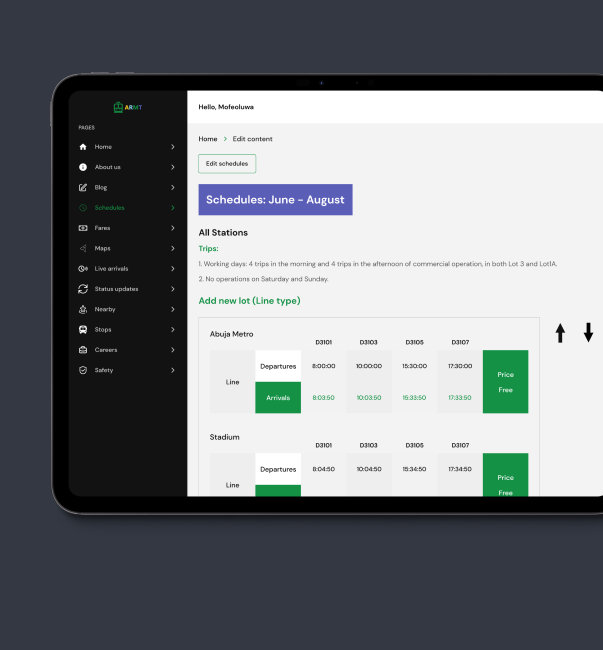 ARMT
PAGES
Home
About us
Blog
Schedules
Fares
Maps
Live arrivals
Status updates
Nearby
Stops
Careers
Safety
Hello, Mofeoluwa
Home > Edit content
Edit schedules
Schedules: June - August
All Stations
Trips:
1. Working days: 4 trips in the morning and 4 trips in the afternoon of commercial operation, in both Lot 3 and Lot1A.
2. No operations on Saturday and Sunday.
Add new lot (Line type)
Abuja Metro
D3101 D3103 D3105 D3107
Line
Departures 8:00:00 10:00:00 15:30:00 17:30:00
Arrivals 8:03:50 10:03:50 15:33:50 17:33:50
Price
Free
Stadium
D3101 D3103 D3105 D3107
Line
Departures 8:04:50 10:04:50 15:34:50 17:34:50
Price
Free